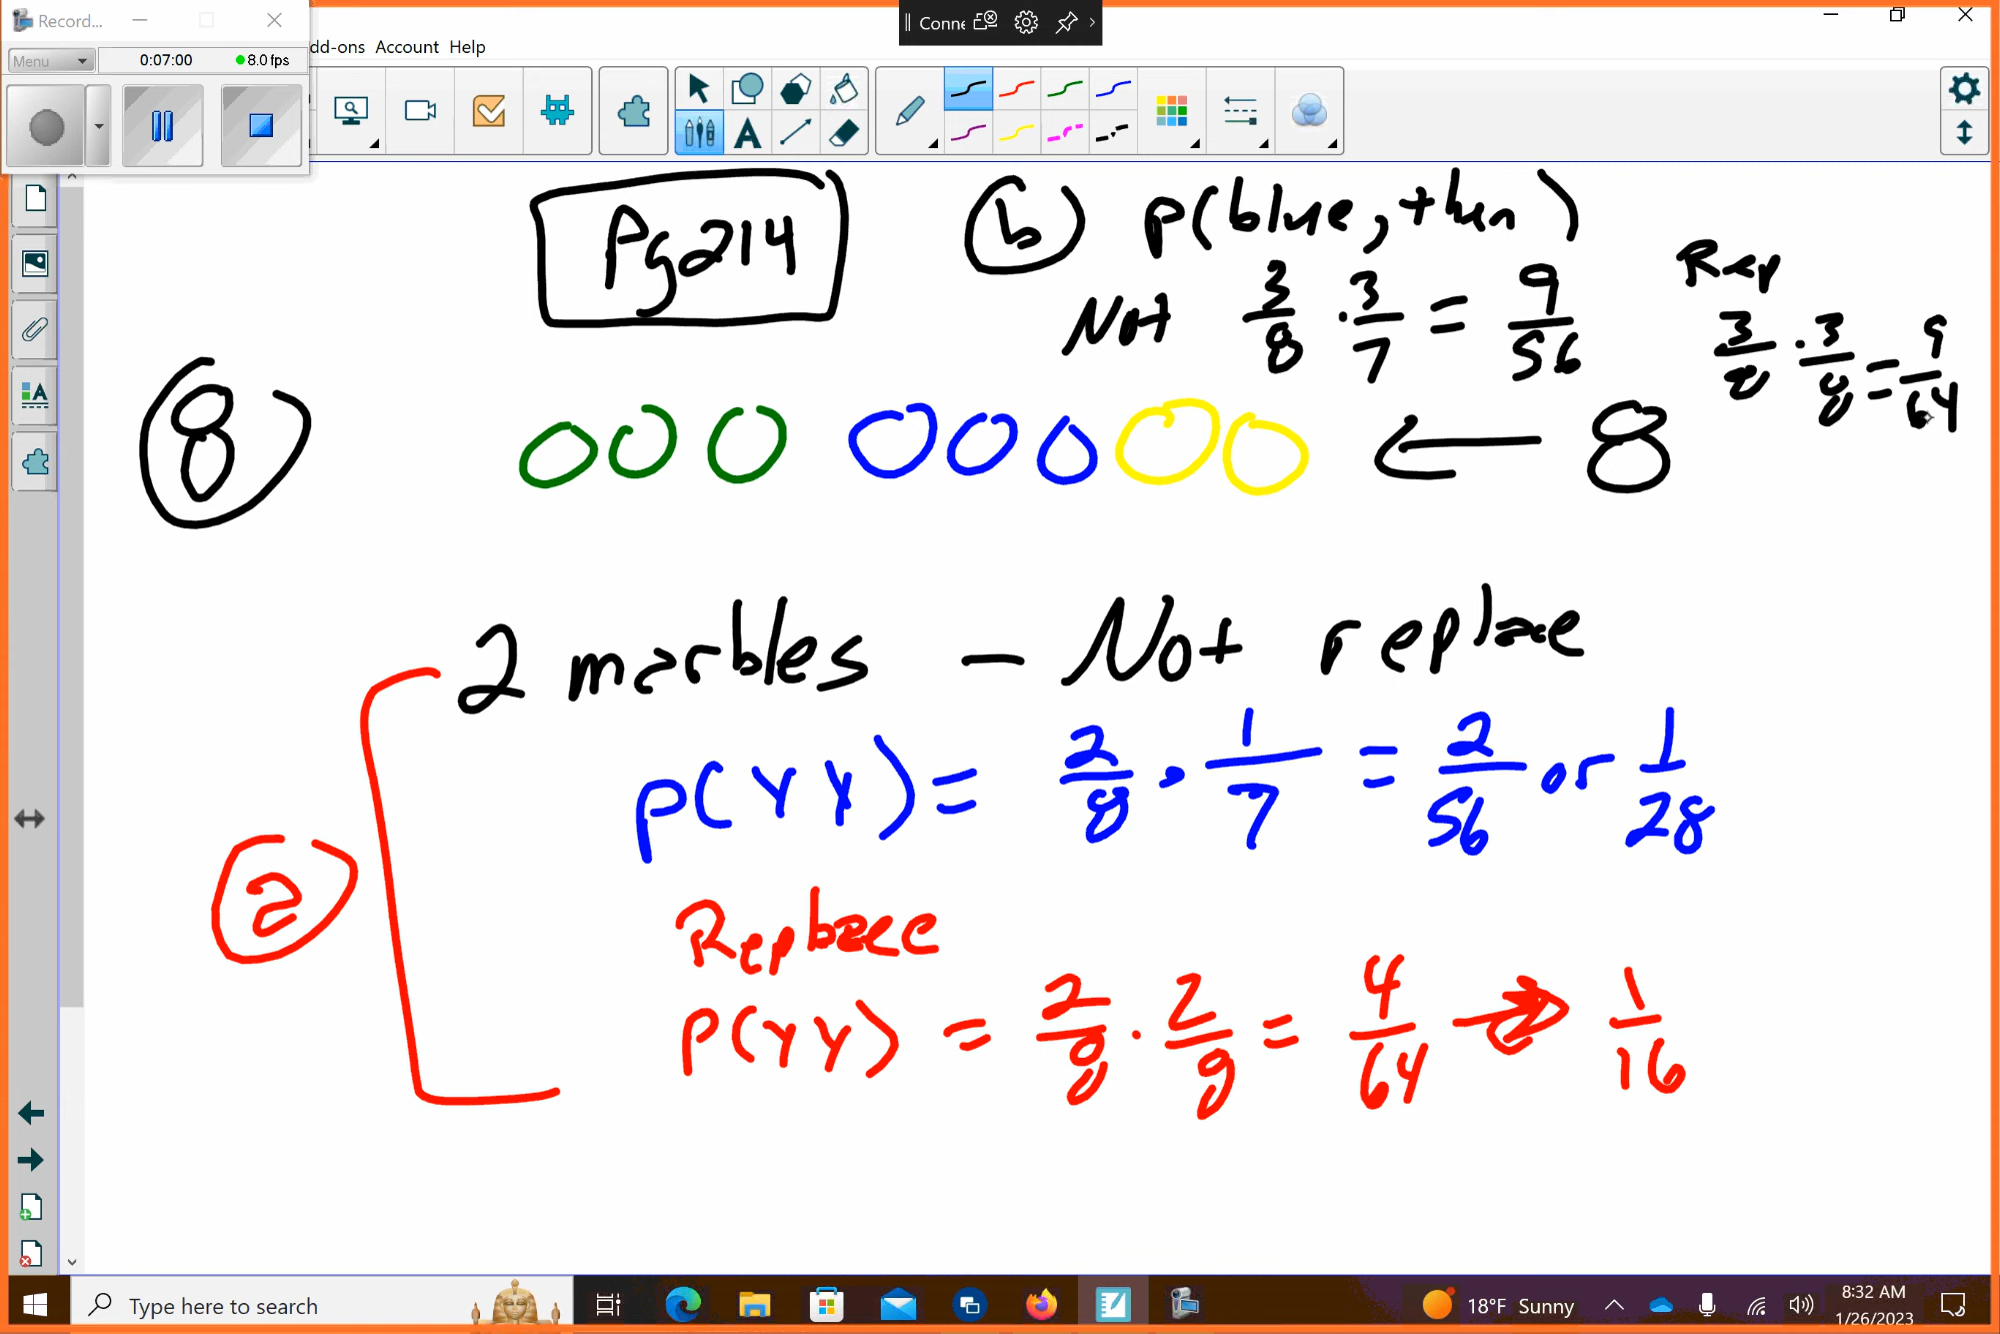 Record...
Menu 0:07:00 8.0 fps
Conne
dd-ons Account Help
Pg 214
b P(blue, then )
Not 3/8 · 3/7 = 9/56
Rep
3/8 · 3/8 = 9/64
8
8
2 marbles - Not replace
P(YY) = 2/8 · 1/7 = 2/56 or 1/28
a
Replace
P(YY) = 2/8 · 2/8 = 4/64 → 1/16
Type here to search
18°F Sunny
8:32 AM
1/26/2023